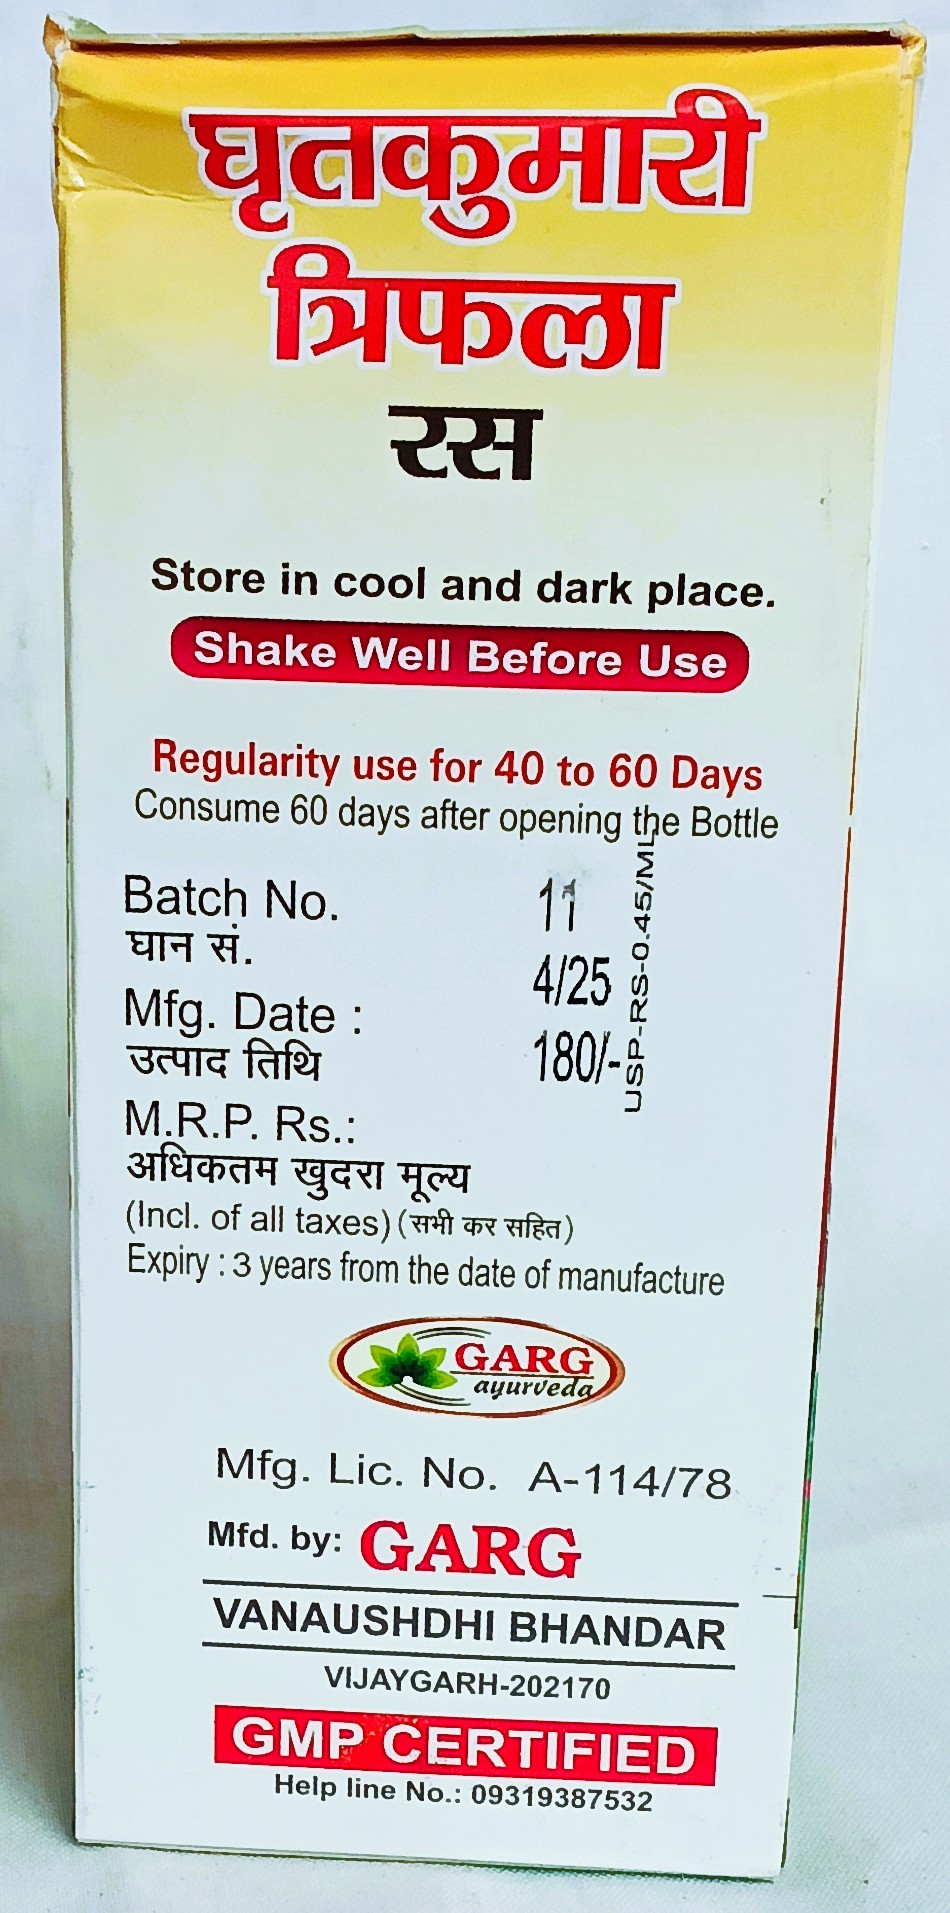 घृतकुमारी
त्रिफला
रस
Store in cool and dark place.
Shake Well Before Use
Regularity use for 40 to 60 Days
Consume 60 days after opening the Bottle
Batch No. 11
घान सं.
4/25
Mfg. Date :
उत्पाद तिथि
180/-
USP-RS-0.45/ML
M.R.P. Rs.:
अधिकतम खुदरा मूल्य
(Incl. of all taxes) (सभी कर सहित)
Expiry : 3 years from the date of manufacture
GARG
ayurveda
Mfg. Lic. No. A-114/78
Mfd. by: GARG
VANAUSHDHI BHANDAR
VIJAYGARH-202170
GMP CERTIFIED
Help line No.: 09319387532